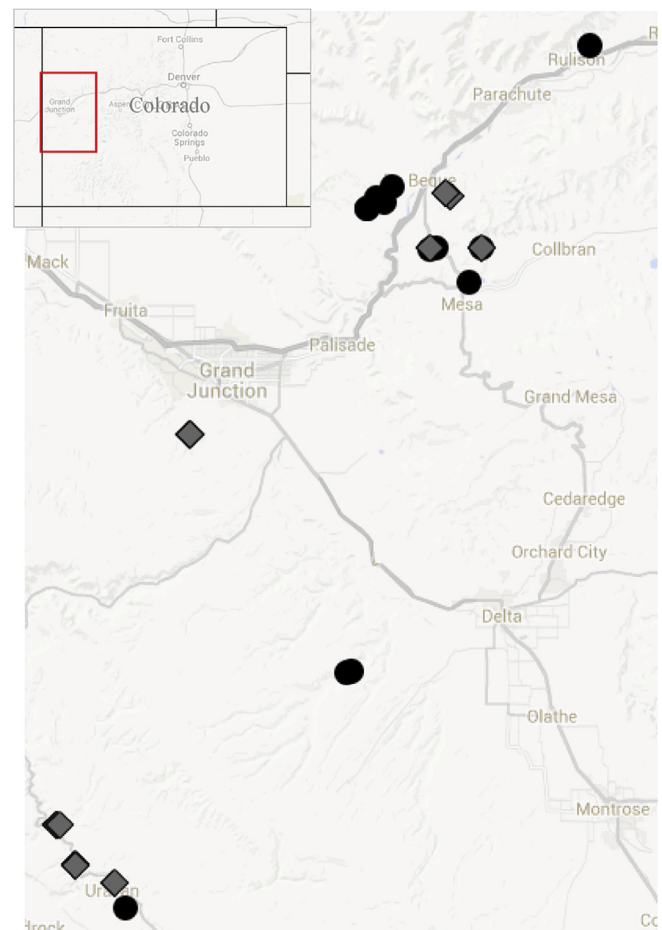 Fort Collins
Denver
Grand
Junction
Colorado
Colorado
Springs
Pueblo
Rulison
Parachute
Collbran
Mack
Mesa
Fruita
Palisade
Grand
Junction
Grand Mesa
Cedaredge
Orchard City
Delta
Olathe
Montrose